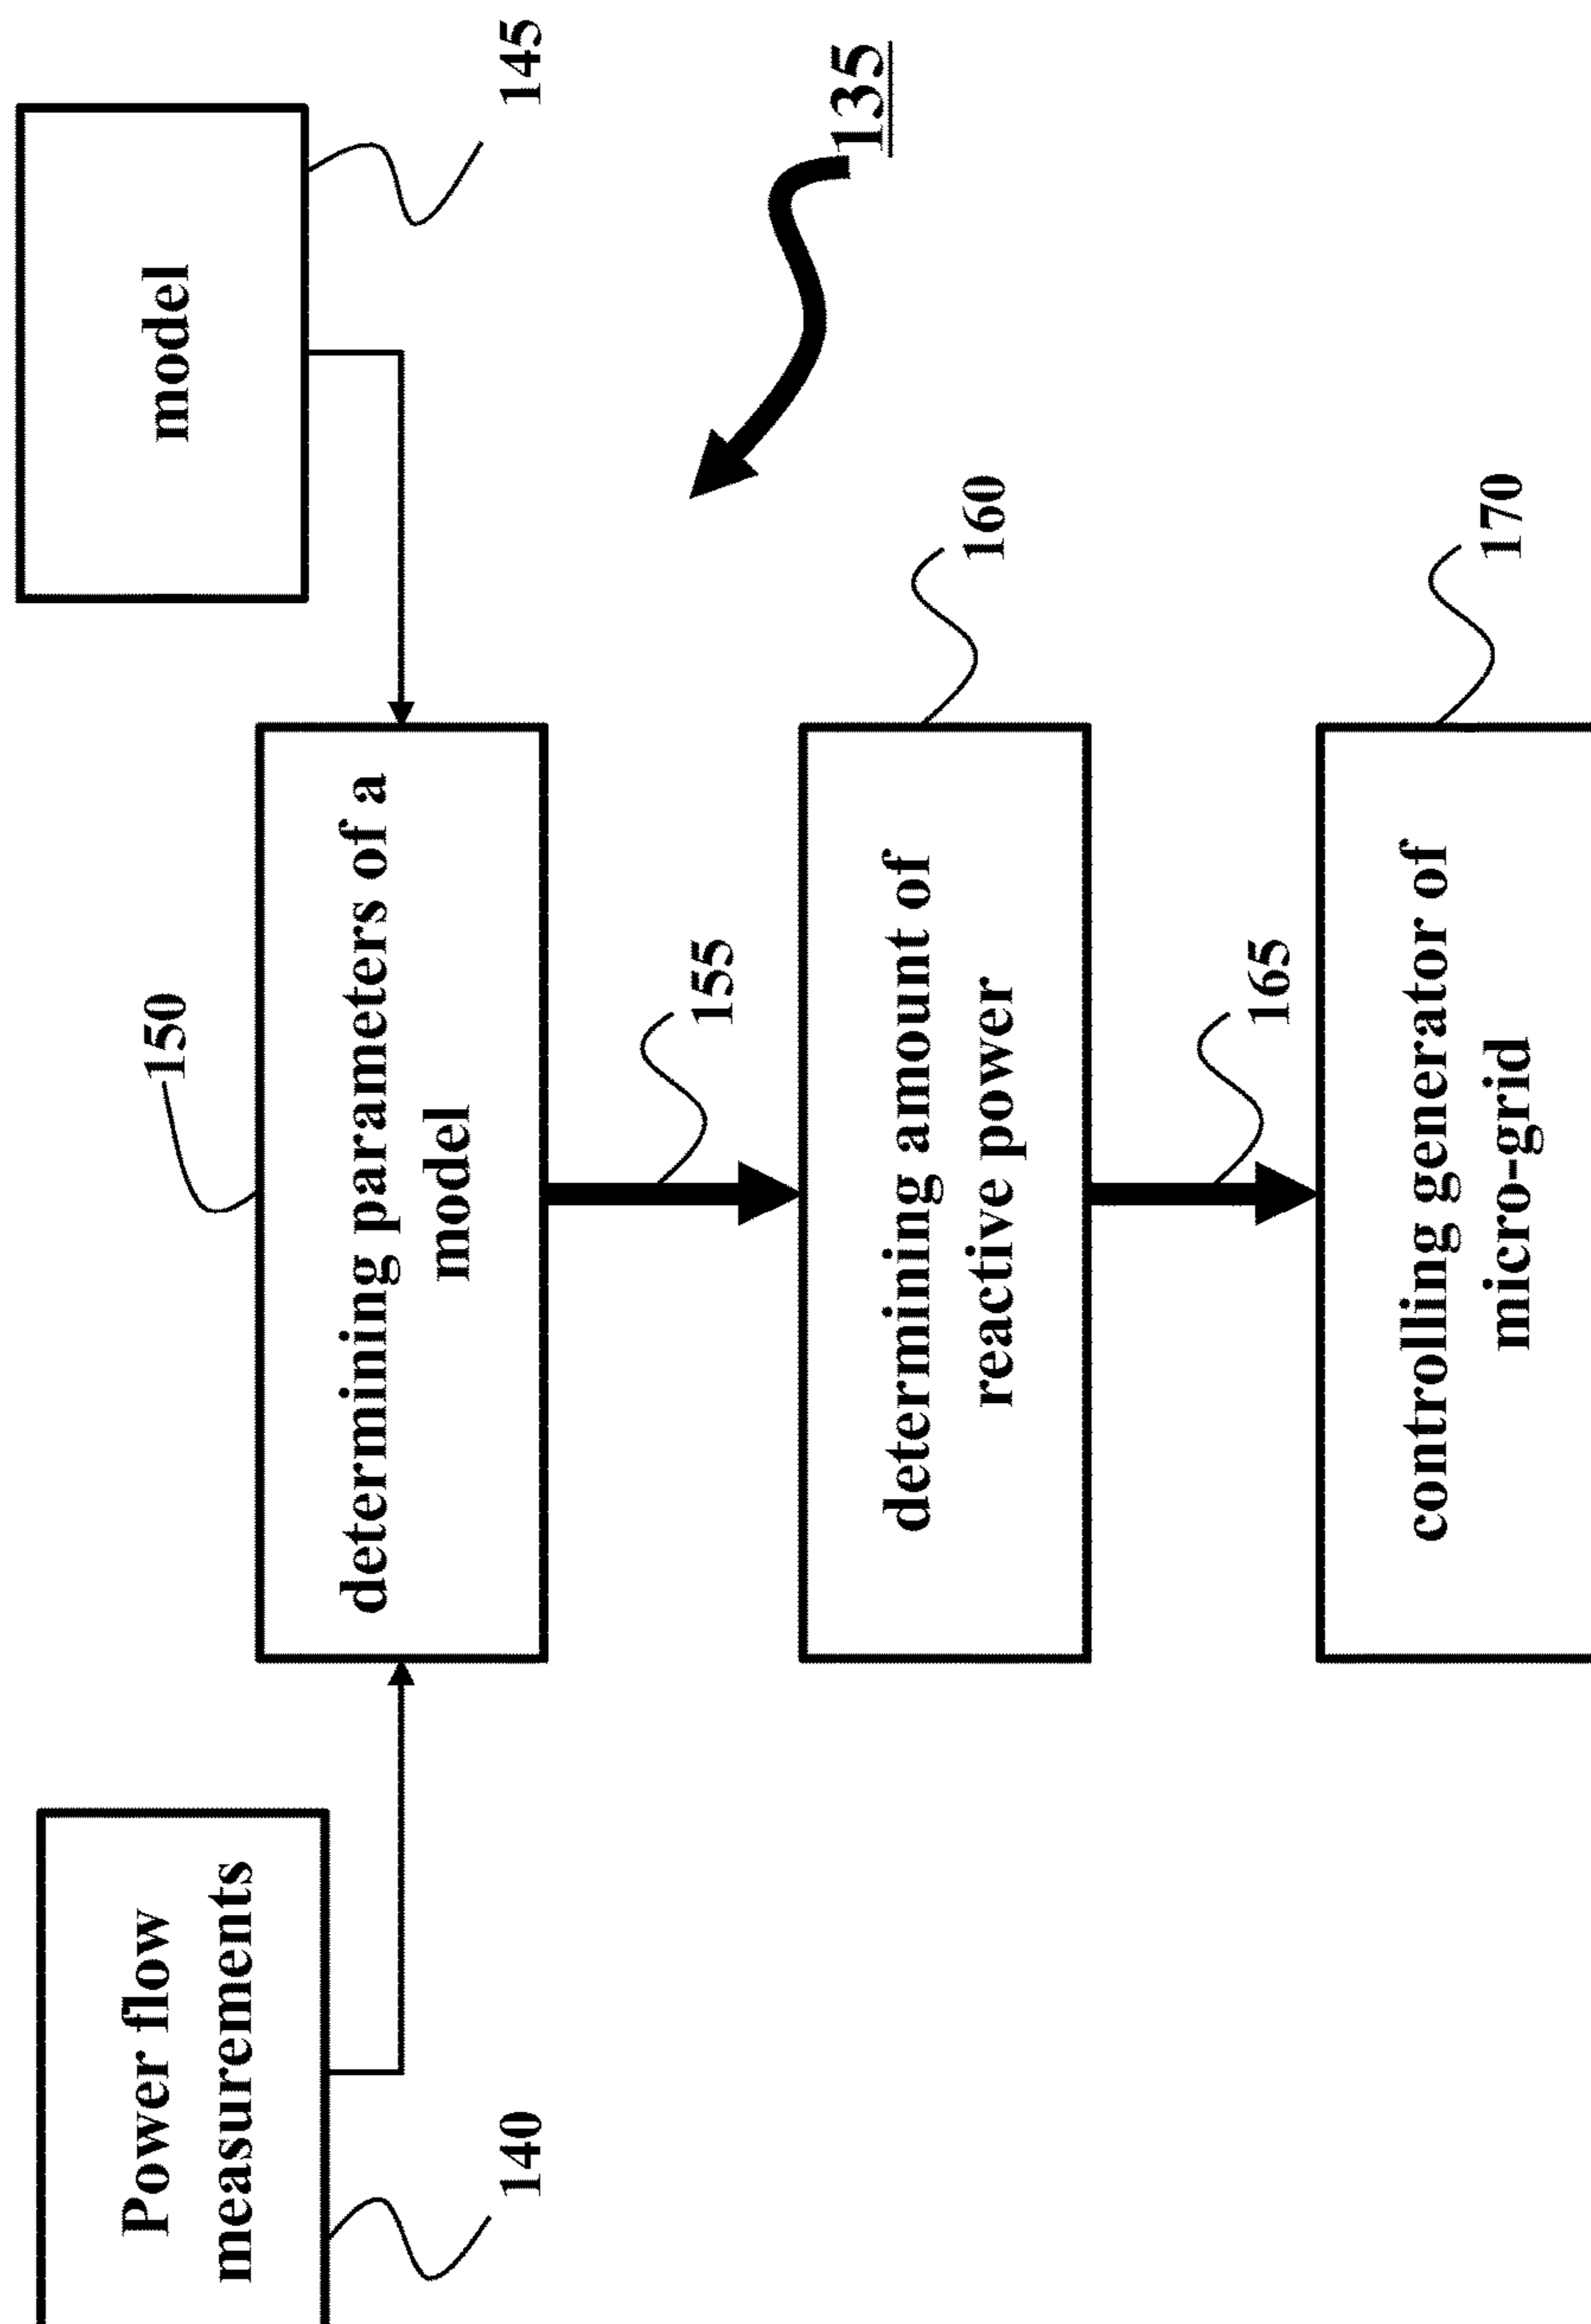 Power flow
measurements
140
model
145
150
determining parameters of a
model
155
135
determining amount of
reactive power
160
165
controlling generator of
micro-grid
170